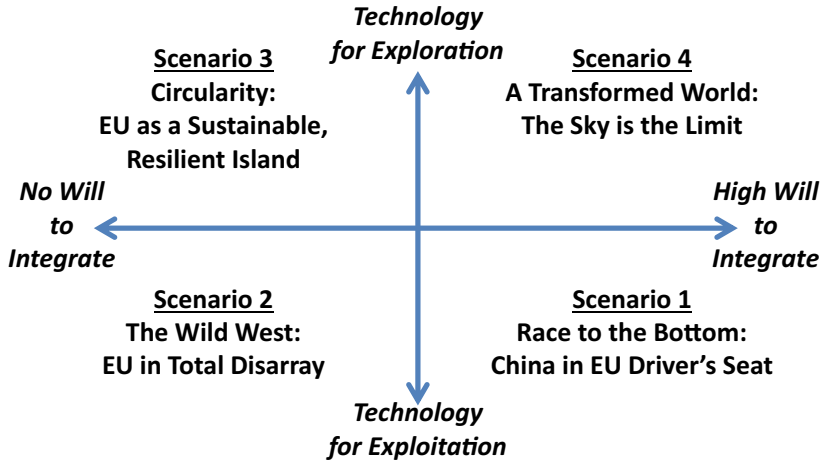 Technology
for Exploration
Scenario 3
Circularity:
EU as a Sustainable,
Resilient Island
Scenario 4
A Transformed World:
The Sky is the Limit
No Will
to
Integrate
High Will
to
Integrate
Scenario 2
The Wild West:
EU in Total Disarray
Scenario 1
Race to the Bottom:
China in EU Driver’s Seat
Technology
for Exploitation